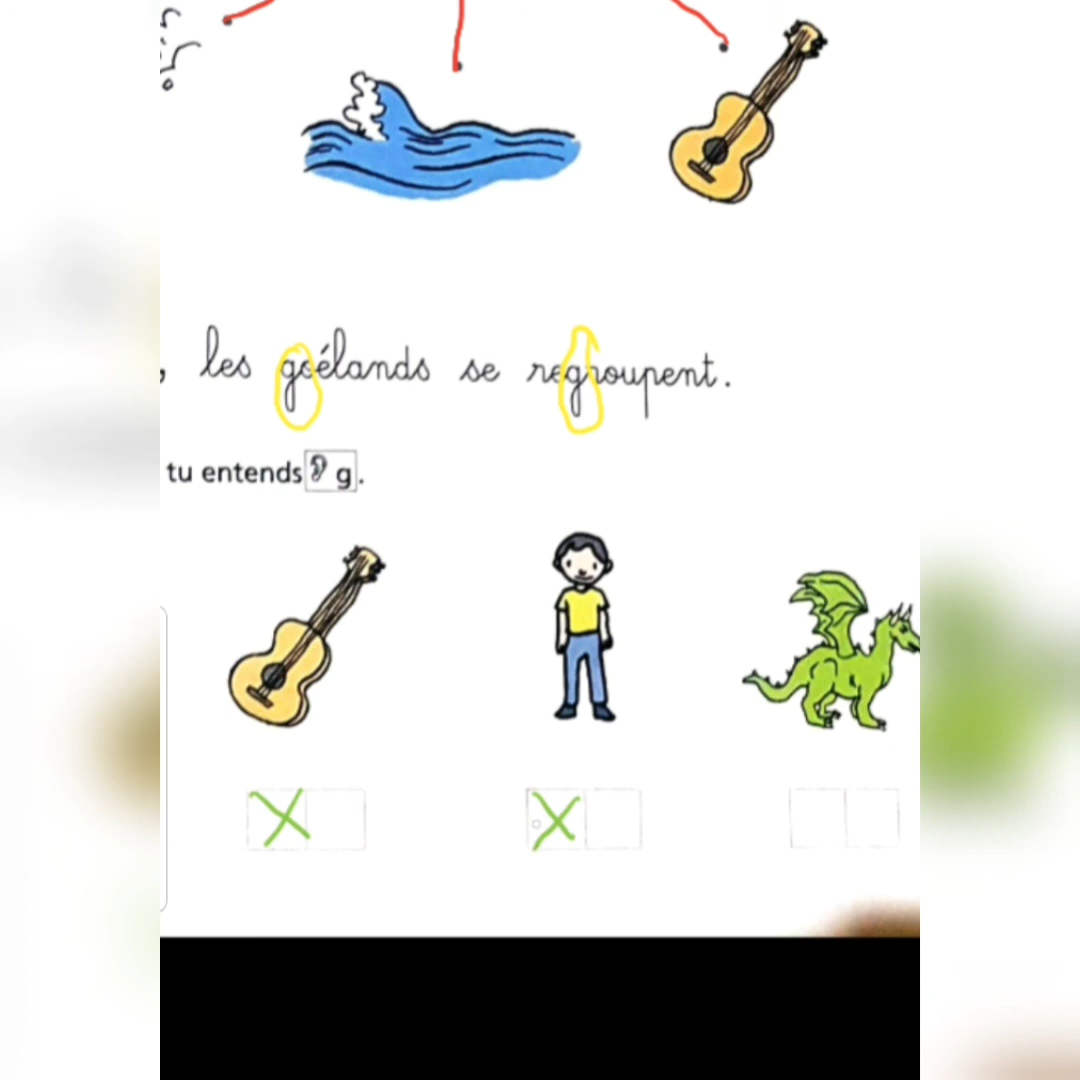 , les goélands se regroupent.
tu entends g.